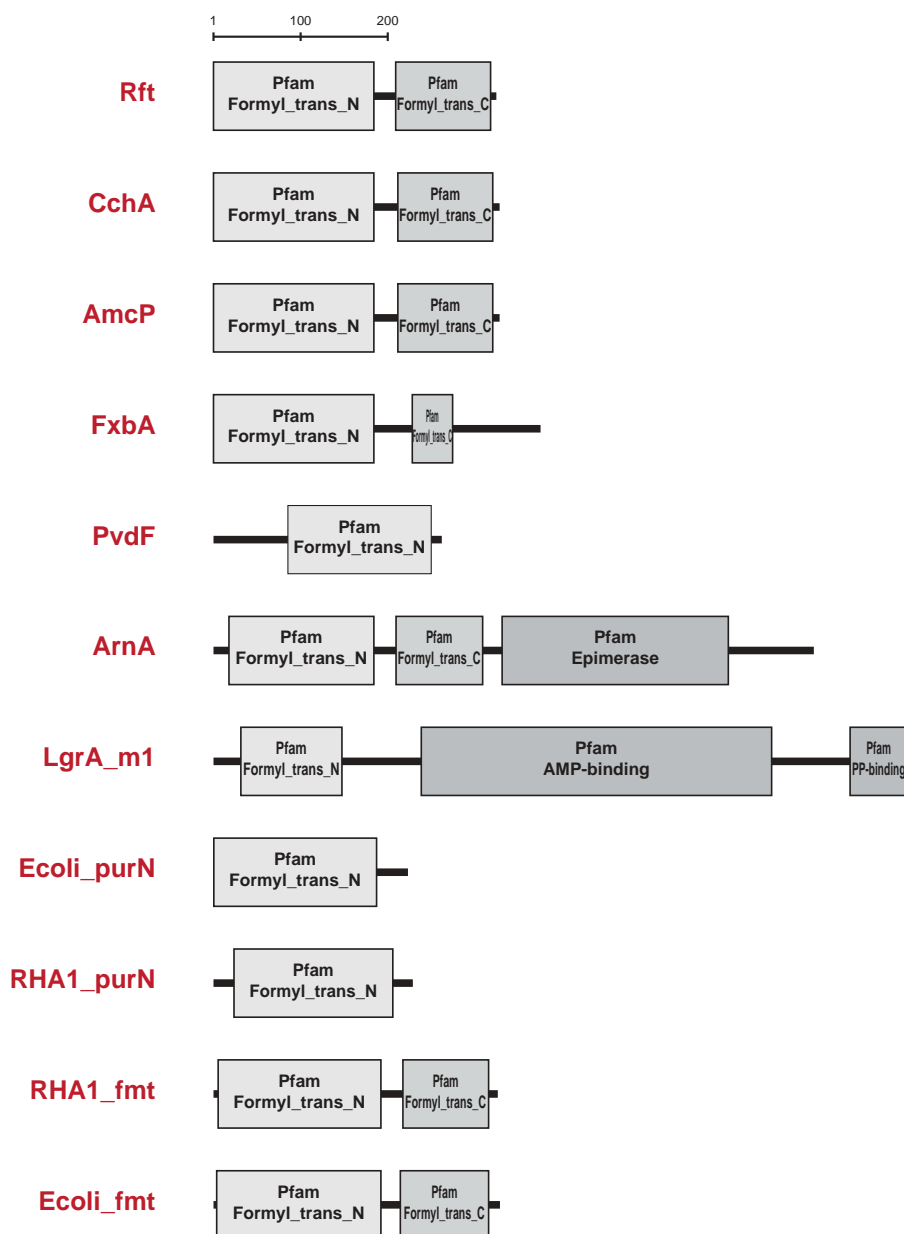 1 100 200
Rft
Pfam
Formyl_trans_N
Pfam
Formyl_trans_C
CchA
Pfam
Formyl_trans_N
Pfam
Formyl_trans_C
AmcP
Pfam
Formyl_trans_N
Pfam
Formyl_trans_C
FxbA
Pfam
Formyl_trans_N
Pfam
Formyl_trans_C
PvdF
Pfam
Formyl_trans_N
ArnA
Pfam
Formyl_trans_N
Pfam
Formyl_trans_C
Pfam
Epimerase
LgrA_m1
Pfam
Formyl_trans_N
Pfam
AMP-binding
Pfam
PP-binding
Ecoli_purN
Pfam
Formyl_trans_N
RHA1_purN
Pfam
Formyl_trans_N
RHA1_fmt
Pfam
Formyl_trans_N
Pfam
Formyl_trans_C
Ecoli_fmt
Pfam
Formyl_trans_N
Pfam
Formyl_trans_C